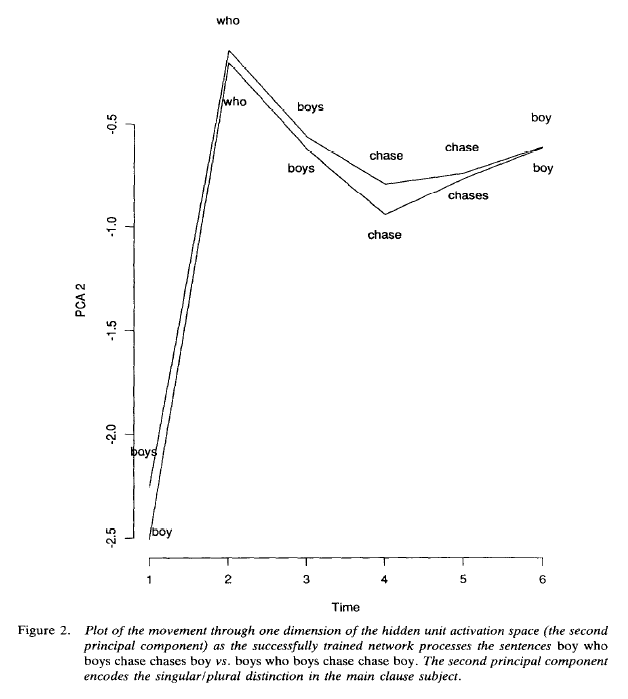 who
who
boys
boys
chase
chase
chase
chases
boy
boy
-0.5
-1.0
-1.5
-2.0
-2.5
PCA 2
boys
boy
1 2 3 4 5 6
Time
Figure 2. Plot of the movement through one dimension of the hidden unit activation space (the second
principal component) as the successfully trained network processes the sentences boy who
boys chase chases boy vs. boys who boys chase chase boy. The second principal component
encodes the singular/plural distinction in the main clause subject.